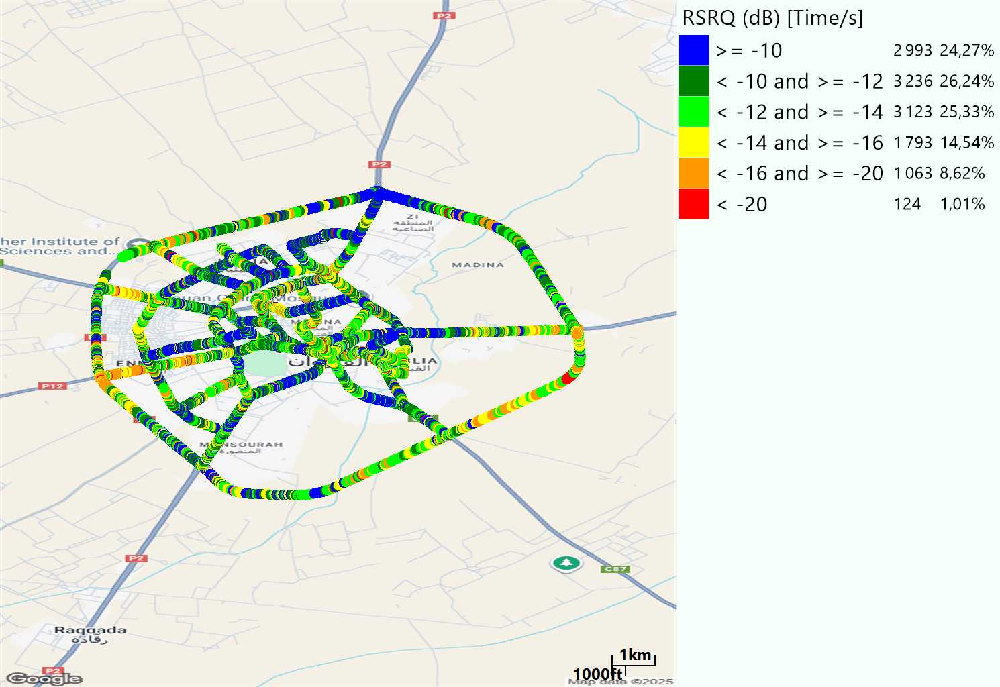 RSRQ (dB) [Time/s]
>= -10 2 993 24,27%
< -10 and >= -12 3 236 26,24%
< -12 and >= -14 3 123 25,33%
< -14 and >= -16 1 793 14,54%
< -16 and >= -20 1 063 8,62%
< -20 124 1,01%
P2
P2
ZI
المنطقة
الصناعية
her Institute of
Sciences and...
MADINA
P12
MANSOURAH
المنصورة
P2
C87
Raqqada
رقادة
P2
Google
1km
1000ft
Map data ©2025